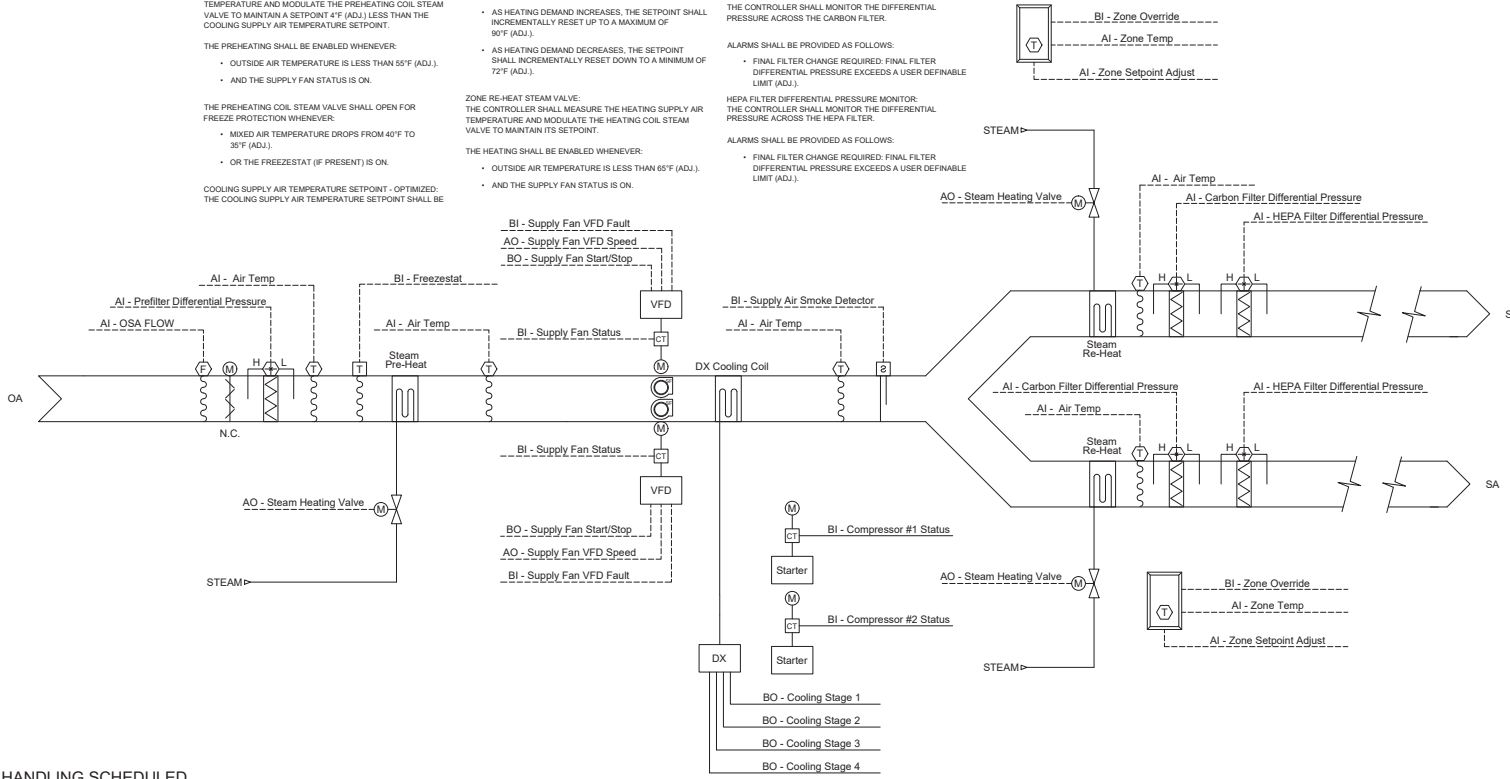 TEMPERATURE AND MODULATE THE PREHEATING COIL STEAM
VALVE TO MAINTAIN A SETPOINT 4°F (ADJ.) LESS THAN THE
COOLING SUPPLY AIR TEMPERATURE SETPOINT.
THE PREHEATING SHALL BE ENABLED WHENEVER:
• OUTSIDE AIR TEMPERATURE IS LESS THAN 55°F (ADJ.).
• AND THE SUPPLY FAN STATUS IS ON.
THE PREHEATING COIL STEAM VALVE SHALL OPEN FOR
FREEZE PROTECTION WHENEVER:
• MIXED AIR TEMPERATURE DROPS FROM 40°F TO
35°F (ADJ.).
• OR THE FREEZESTAT (IF PRESENT) IS ON.
COOLING SUPPLY AIR TEMPERATURE SETPOINT - OPTIMIZED:
THE COOLING SUPPLY AIR TEMPERATURE SETPOINT SHALL BE
• AS HEATING DEMAND INCREASES, THE SETPOINT SHALL
INCREMENTALLY RESET UP TO A MAXIMUM OF
90°F (ADJ.).
• AS HEATING DEMAND DECREASES, THE SETPOINT
SHALL INCREMENTALLY RESET DOWN TO A MINIMUM OF
72°F (ADJ.).
ZONE RE-HEAT STEAM VALVE:
THE CONTROLLER SHALL MEASURE THE HEATING SUPPLY AIR
TEMPERATURE AND MODULATE THE HEATING COIL STEAM
VALVE TO MAINTAIN ITS SETPOINT.
THE HEATING SHALL BE ENABLED WHENEVER:
• OUTSIDE AIR TEMPERATURE IS LESS THAN 65°F (ADJ.).
• AND THE SUPPLY FAN STATUS IS ON.
THE CONTROLLER SHALL MONITOR THE DIFFERENTIAL
PRESSURE ACROSS THE CARBON FILTER.
ALARMS SHALL BE PROVIDED AS FOLLOWS:
• FINAL FILTER CHANGE REQUIRED: FINAL FILTER
DIFFERENTIAL PRESSURE EXCEEDS A USER DEFINABLE
LIMIT (ADJ.).
HEPA FILTER DIFFERENTIAL PRESSURE MONITOR:
THE CONTROLLER SHALL MONITOR THE DIFFERENTIAL
PRESSURE ACROSS THE HEPA FILTER.
ALARMS SHALL BE PROVIDED AS FOLLOWS:
• FINAL FILTER CHANGE REQUIRED: FINAL FILTER
DIFFERENTIAL PRESSURE EXCEEDS A USER DEFINABLE
LIMIT (ADJ.).
BI - Zone Override
T
AI - Zone Temp
AI - Zone Setpoint Adjust
STEAM
AO - Steam Heating Valve
M
AI - Air Temp
AI - Carbon Filter Differential Pressure
AI - HEPA Filter Differential Pressure
T H L H L
S
Steam
Re-Heat
BI - Supply Fan VFD Fault
AO - Supply Fan VFD Speed
BO - Supply Fan Start/Stop
VFD
BI - Supply Fan Status
CT
M
AI - Air Temp
BI - Freezestat
AI - Prefilter Differential Pressure
AI - OSA FLOW
AI - Air Temp
BI - Supply Air Smoke Detector
AI - Air Temp
Steam
Pre-Heat
DX Cooling Coil
F M H L T T T T S
OA
N.C.
SF
SF
M
BI - Supply Fan Status
CT
VFD
BO - Supply Fan Start/Stop
AO - Supply Fan VFD Speed
BI - Supply Fan VFD Fault
AO - Steam Heating Valve
M
STEAM
AI - Carbon Filter Differential Pressure
AI - HEPA Filter Differential Pressure
AI - Air Temp
Steam
Re-Heat
T H L H L
SA
M
CT
BI - Compressor #1 Status
Starter
M
CT
BI - Compressor #2 Status
Starter
AO - Steam Heating Valve
M
STEAM
BI - Zone Override
T
AI - Zone Temp
AI - Zone Setpoint Adjust
DX
BO - Cooling Stage 1
BO - Cooling Stage 2
BO - Cooling Stage 3
BO - Cooling Stage 4
HANDLING SCHEDULED